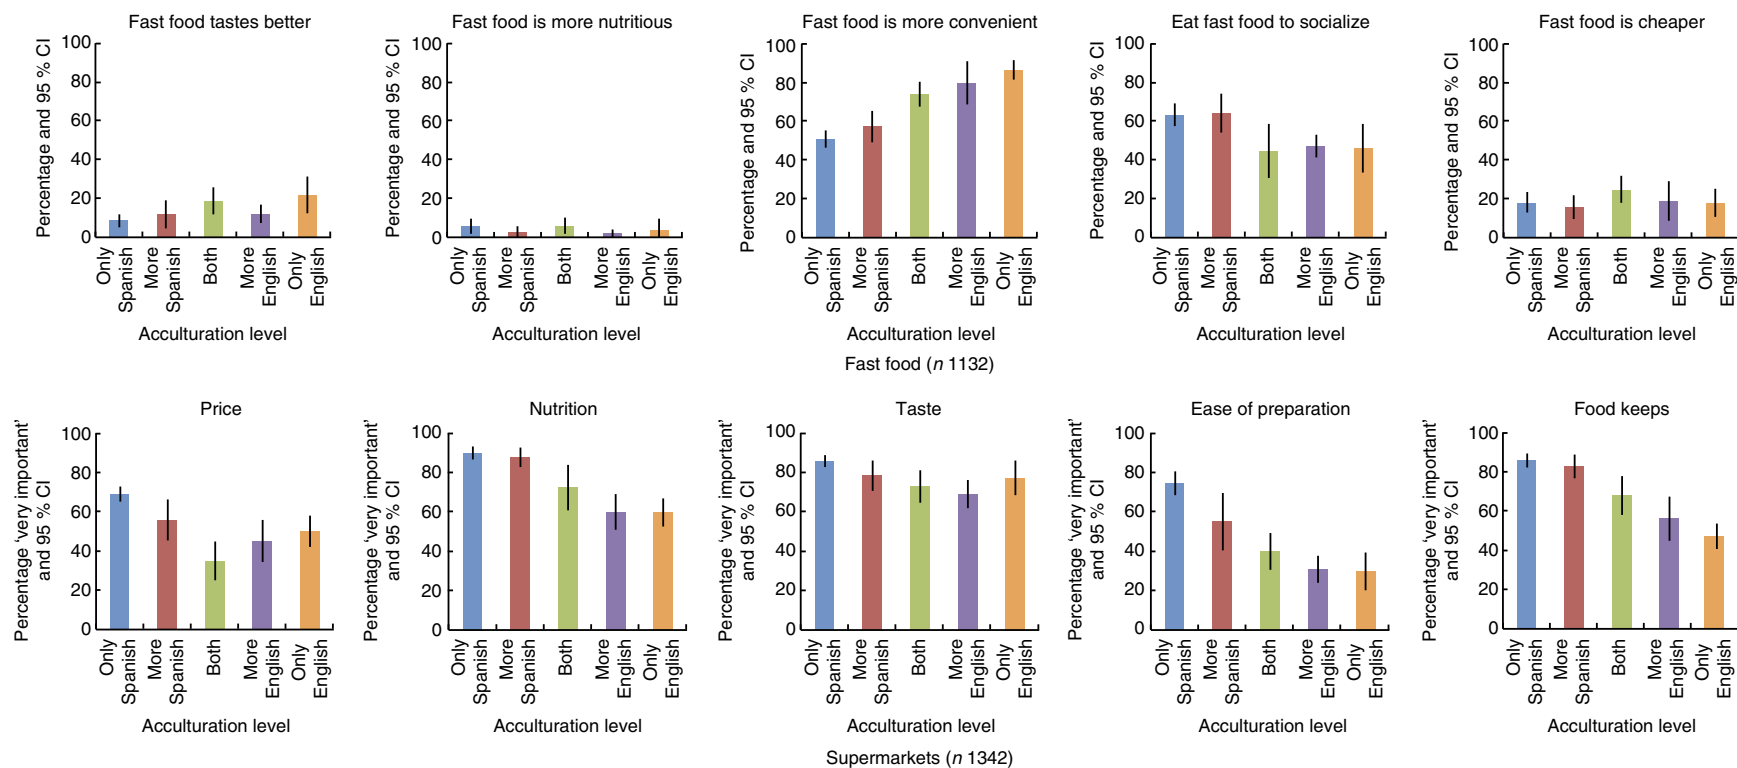 Fast food tastes better
Percentage and 95 % CI
100
80
60
40
20
0
Only
Spanish
More
Spanish
Both
More
English
Only
English
Acculturation level
Fast food is more nutritious
Percentage and 95 % CI
100
80
60
40
20
0
Only
Spanish
More
Spanish
Both
More
English
Only
English
Acculturation level
Fast food is more convenient
Percentage and 95 % CI
100
80
60
40
20
0
Only
Spanish
More
Spanish
Both
More
English
Only
English
Acculturation level
Eat fast food to socialize
Percentage and 95 % CI
100
80
60
40
20
0
Only
Spanish
More
Spanish
Both
More
English
Only
English
Acculturation level
Fast food is cheaper
Percentage and 95 % CI
100
80
60
40
20
0
Only
Spanish
More
Spanish
Both
More
English
Only
English
Acculturation level
Fast food (n 1132)
Price
Percentage ‘very important’
and 95 % CI
100
80
60
40
20
0
Only
Spanish
More
Spanish
Both
More
English
Only
English
Acculturation level
Nutrition
Percentage ‘very important’
and 95 % CI
100
80
60
40
20
0
Only
Spanish
More
Spanish
Both
More
English
Only
English
Acculturation level
Taste
Percentage ‘very important’
and 95 % CI
100
80
60
40
20
0
Only
Spanish
More
Spanish
Both
More
English
Only
English
Acculturation level
Ease of preparation
Percentage ‘very important’
and 95 % CI
100
80
60
40
20
0
Only
Spanish
More
Spanish
Both
More
English
Only
English
Acculturation level
Food keeps
Percentage ‘very important’
and 95 % CI
100
80
60
40
20
0
Only
Spanish
More
Spanish
Both
More
English
Only
English
Acculturation level
Supermarkets (n 1342)